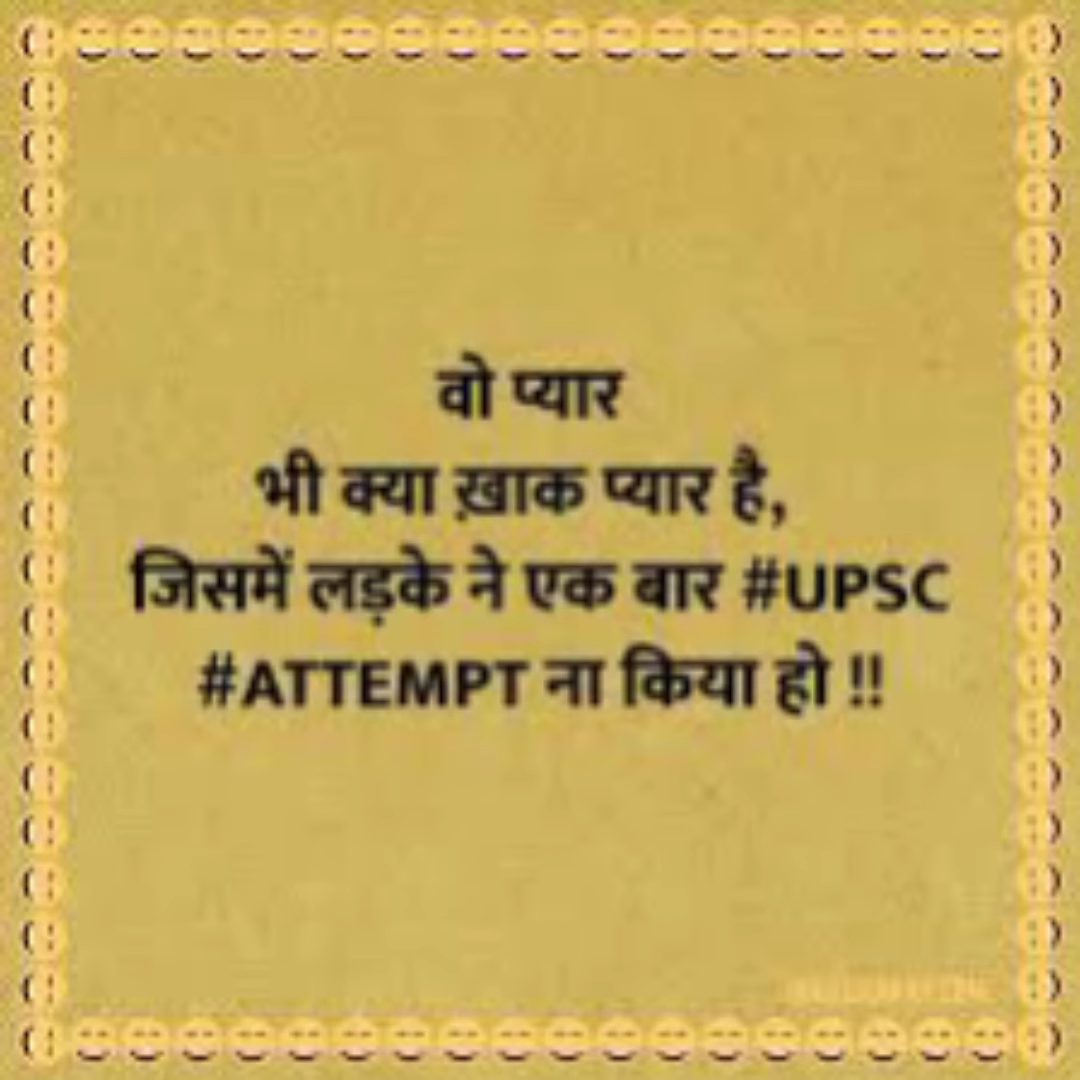 वो प्यार
भी क्या ख़ाक प्यार है,
जिसमें लड़के ने एक बार #UPSC
#ATTEMPT ना किया हो !!